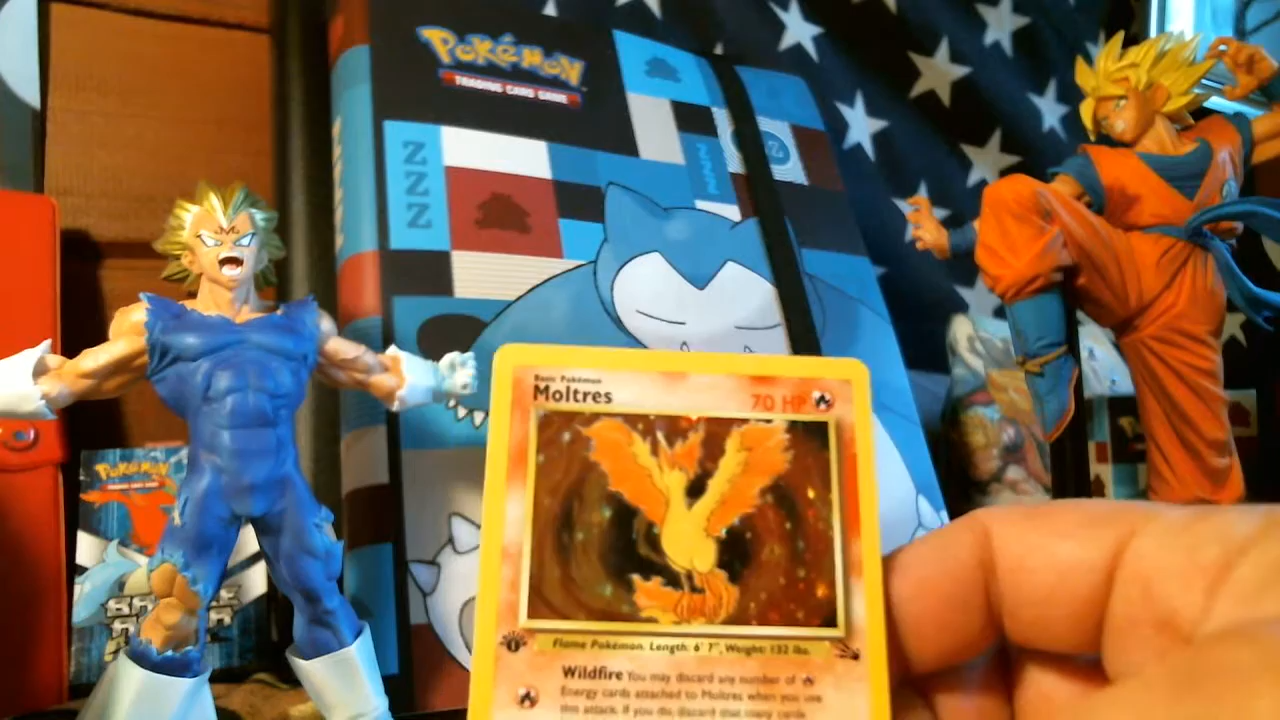 Pokémon
TRADING CARD GAME
ZZZ
ZZZ
Z
Pokémon
M
Basic Pokémon
Moltres
70 HP
1
Flame Pokémon. Length: 6' 7", Weight: 132 lbs.
Wildfire You may discard any number of
Energy cards attached to Moltres when you use
this attack. If you do, discard that many cards